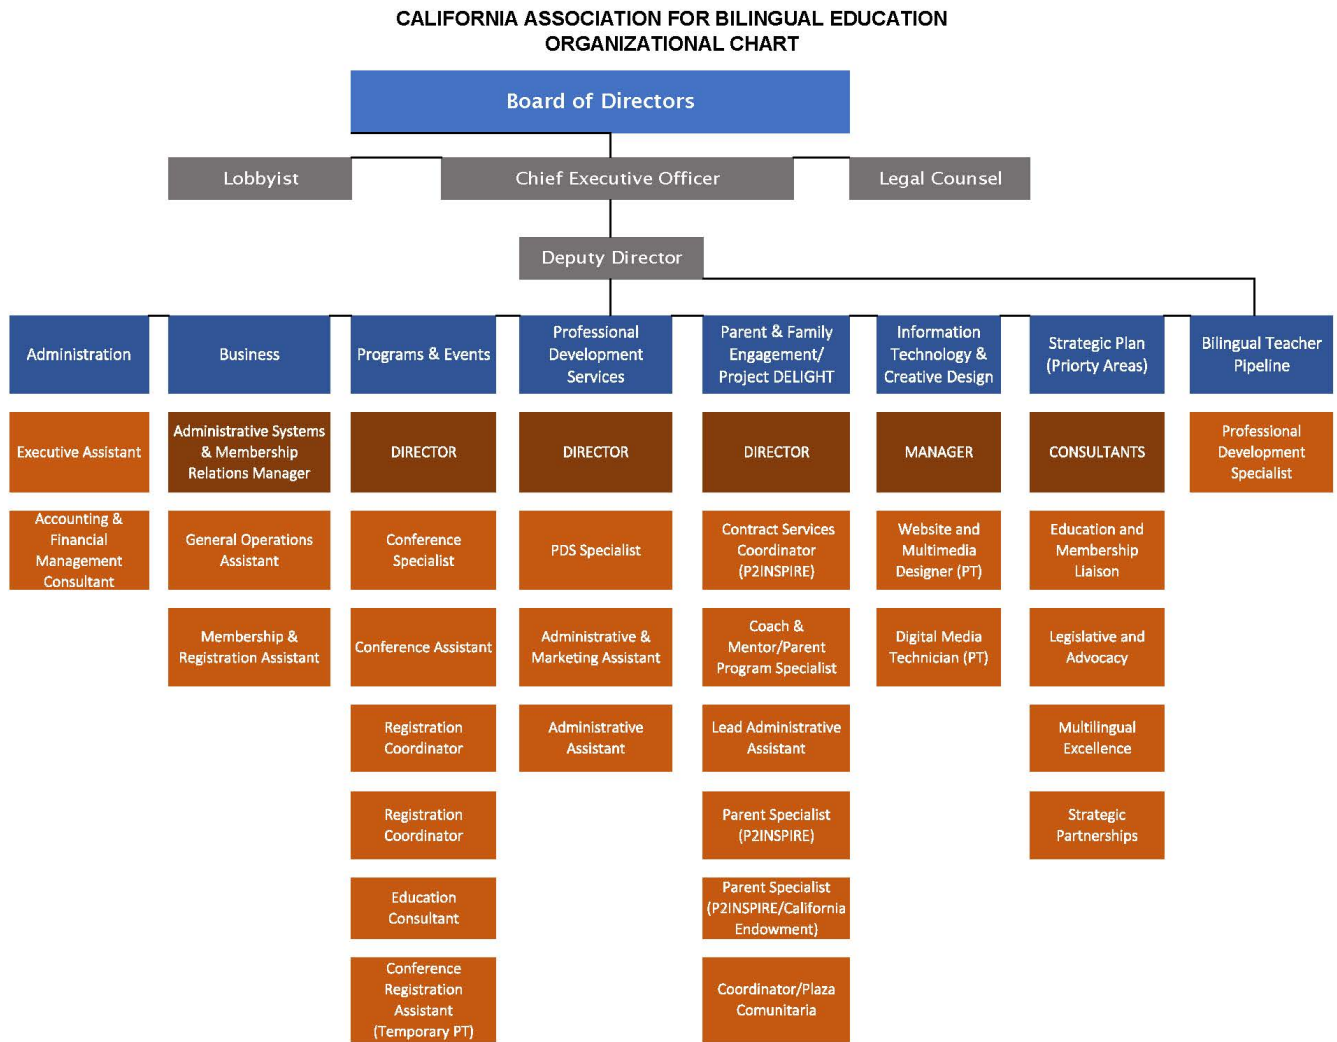 CALIFORNIA ASSOCIATION FOR BILINGUAL EDUCATION
ORGANIZATIONAL CHART
Board of Directors
Lobbyist
Chief Executive Officer
Legal Counsel
Deputy Director
Administration
Business
Programs & Events
Professional
Development
Services
Parent & Family
Engagement/
Project DELIGHT
Information
Technology &
Creative Design
Strategic Plan
(Priorty Areas)
Bilingual Teacher
Pipeline
Executive Assistant
Administrative Systems
& Membership
Relations Manager
DIRECTOR
DIRECTOR
DIRECTOR
MANAGER
CONSULTANTS
Professional
Development
Specialist
Accounting &
Financial
Management
Consultant
General Operations
Assistant
Conference
Specialist
PDS Specialist
Contract Services
Coordinator
(P2INSPIRE)
Website and
Multimedia
Designer (PT)
Education and
Membership
Liaison
Membership &
Registration Assistant
Conference Assistant
Administrative &
Marketing Assistant
Coach &
Mentor/Parent
Program Specialist
Digital Media
Technician (PT)
Legislative and
Advocacy
Registration
Coordinator
Administrative
Assistant
Lead Administrative
Assistant
Multilingual
Excellence
Registration
Coordinator
Parent Specialist
(P2INSPIRE)
Strategic
Partnerships
Education
Consultant
Parent Specialist
(P2INSPIRE/California
Endowment)
Conference
Registration
Assistant
(Temporary PT)
Coordinator/Plaza
Comunitaria